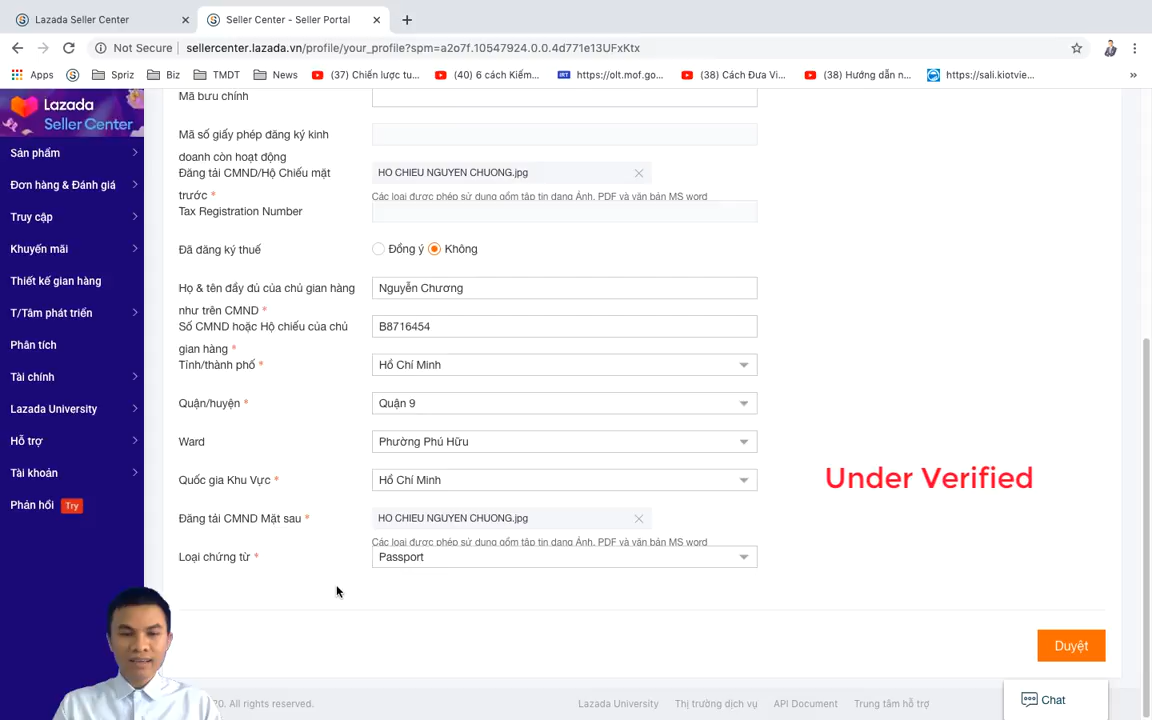 Lazada Seller Center
Seller Center - Seller Portal
Not Secure
sellercenter.lazada.vn/profile/your_profile?spm=a2o7f.10547924.0.0.4d771e13UFxKtx
Apps
Spriz
Biz
TMDT
News
(37) Chiến lược tu...
(40) 6 cách Kiếm...
https://olt.mof.go...
(38) Cách Đưa Vi...
(38) Hướng dẫn n...
https://sali.kiotvie...
»
Lazada
Seller Center
Sản phẩm
Đơn hàng & Đánh giá
Truy cập
Khuyến mãi
Thiết kế gian hàng
T/Tâm phát triển
Phân tích
Tài chính
Lazada University
Hỗ trợ
Tài khoản
Phản hồi Try
Mã bưu chính
Mã số giấy phép đăng ký kinh
doanh còn hoạt động
Đăng tải CMND/Hộ Chiếu mặt
trước *
HO CHIEU NGUYEN CHUONG.jpg
Các loại được phép sử dụng gồm tập tin dạng Ảnh, PDF và văn bản MS word
Tax Registration Number
Đã đăng ký thuế
Đồng ý
Không
Họ & tên đầy đủ của chủ gian hàng
như trên CMND *
Nguyễn Chương
Số CMND hoặc Hộ chiếu của chủ
gian hàng *
B8716454
Tỉnh/thành phố *
Hồ Chí Minh
Quận/huyện *
Quận 9
Ward
Phường Phú Hữu
Quốc gia Khu Vực *
Hồ Chí Minh
Đăng tải CMND Mặt sau *
HO CHIEU NGUYEN CHUONG.jpg
Các loại được phép sử dụng gồm tập tin dạng Ảnh, PDF và văn bản MS word
Loại chứng từ *
Passport
Under Verified
Duyệt
All rights reserved.
Lazada University
Thị trường dịch vụ
API Document
Trung tâm hỗ trợ
Chat